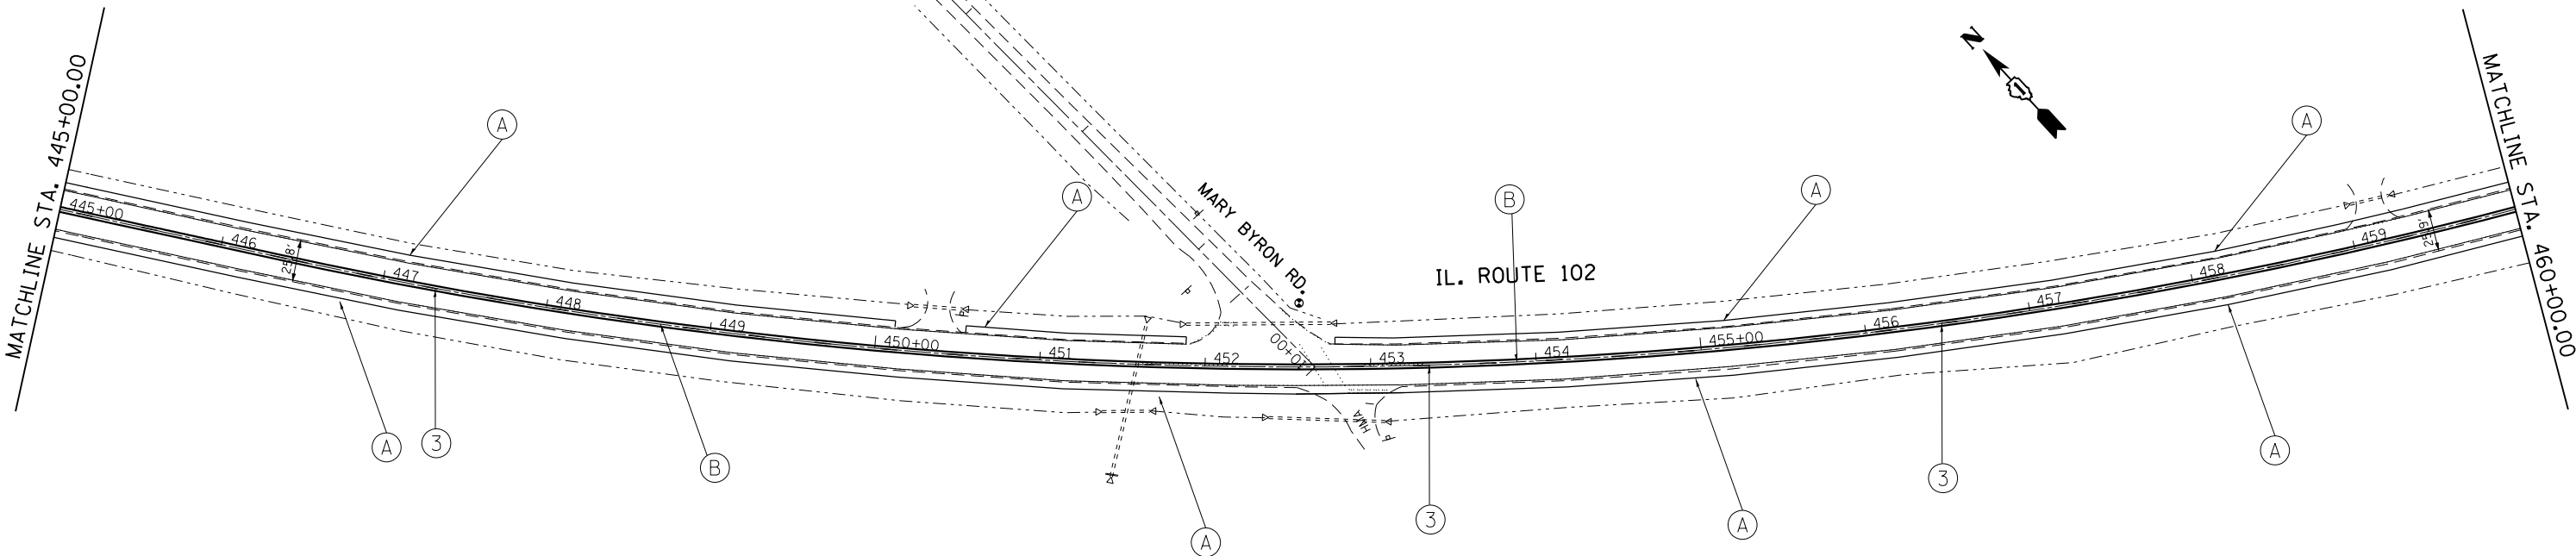 MATCHLINE STA. 445+00.00
445+00
446
25.8'
447
448
449
450+00
451
452
453
454
455+00
456
457
458
459
25.9'
MATCHLINE STA. 460+00.00
A
A
A
A
B
A
3
B
A
3
A
3
A
MARY BYRON RD.
IL. ROUTE 102
N
110+00
HMA
P
P
P
P